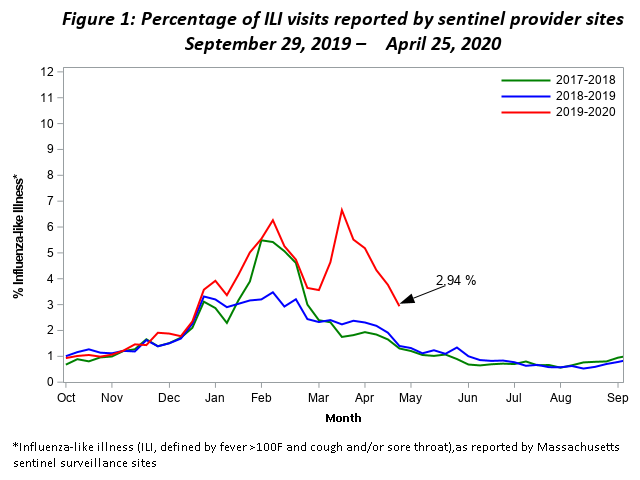 Figure 1: Percentage of ILI visits reported by sentinel provider sites
September 29, 2019 – April 25, 2020
12
11
10
9
8
7
6
5
4
3
2
1
0
% Influenza-like Illness*
2017-2018
2018-2019
2019-2020
2,94 %
Oct Nov Dec Jan Feb Mar Apr May Jun Jul Aug Sep
Month
*Influenza-like illness (ILI, defined by fever >100F and cough and/or sore throat),as reported by Massachusetts
sentinel surveillance sites